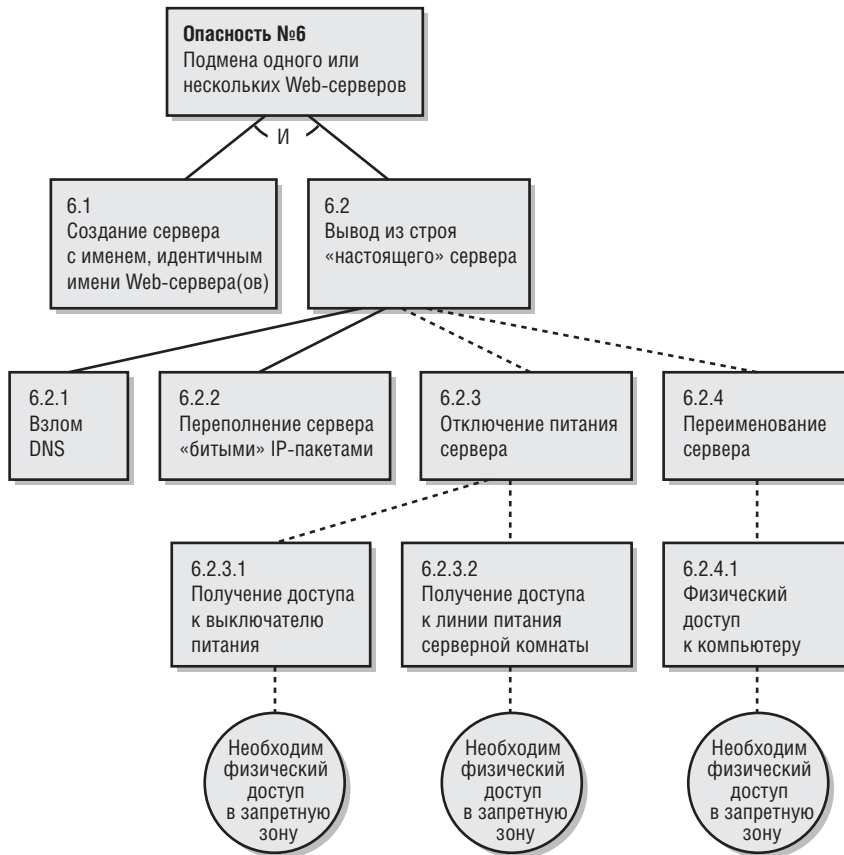 Опасность №6
Подмена одного или
нескольких Web-серверов
И
6.1
Создание сервера
с именем, идентичным
имени Web-сервера(ов)
6.2
Вывод из строя
«настоящего» сервера
6.2.1
Взлом
DNS
6.2.2
Переполнение сервера
«битыми» IP-пакетами
6.2.3
Отключение питания
сервера
6.2.4
Переименование
сервера
6.2.3.1
Получение доступа
к выключателю
питания
6.2.3.2
Получение доступа
к линии питания
серверной комнаты
6.2.4.1
Физический
доступ
к компьютеру
Необходим
физический
доступ
в запретную
зону
Необходим
физический
доступ
в запретную
зону
Необходим
физический
доступ
в запретную
зону